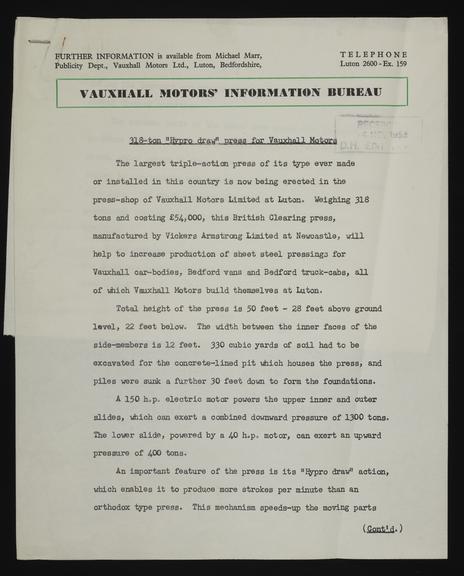 FURTHER INFORMATION is available from Michael Marr,
Publicity Dept., Vauxhall Motors Ltd., Luton, Bedfordshire,
TELEPHONE
Luton 2600 - Ex. 159
VAUXHALL MOTORS' INFORMATION BUREAU
318-ton "Hypro draw" press for Vauxhall Motors
The largest triple-action press of its type ever made
or installed in this country is now being erected in the
press-shop of Vauxhall Motors Limited at Luton. Weighing 318
tons and costing £54,000, this British Clearing press,
manufactured by Vickers Armstrong Limited at Newcastle, will
help to increase production of sheet steel pressings for
Vauxhall car-bodies, Bedford vans and Bedford truck-cabs, all
of which Vauxhall Motors build themselves at Luton.
Total height of the press is 50 feet - 28 feet above ground
level, 22 feet below. The width between the inner faces of the
side-members is 12 feet. 330 cubic yards of soil had to be
excavated for the concrete-lined pit which houses the press, and
piles were sunk a further 30 feet down to form the foundations.
A 150 h.p. electric motor powers the upper inner and outer
slides, which can exert a combined downward pressure of 1300 tons.
The lower slide, powered by a 40 h.p. motor, can exert an upward
pressure of 400 tons.
An important feature of the press is its "Hypro draw" action,
which enables it to produce more strokes per minute than an
orthodox type press. This mechanism speeds-up the moving parts
(Cont'd.)